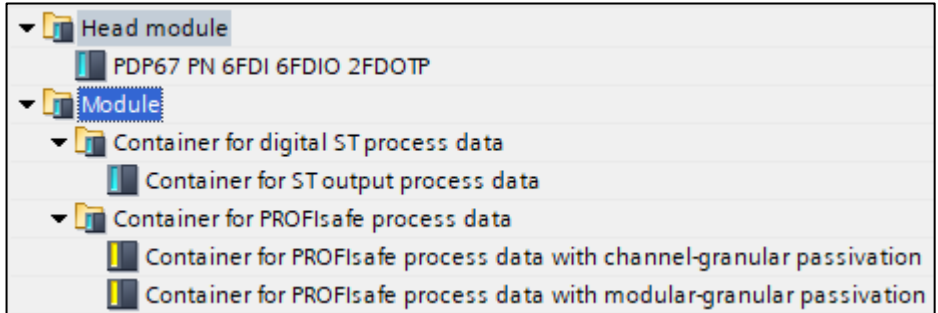 Head module
PDP67 PN 6FDI 6FDIO 2FDOTP
Module
Container for digital ST process data
Container for ST output process data
Container for PROFIsafe process data
Container for PROFIsafe process data with channel-granular passivation
Container for PROFIsafe process data with modular-granular passivation